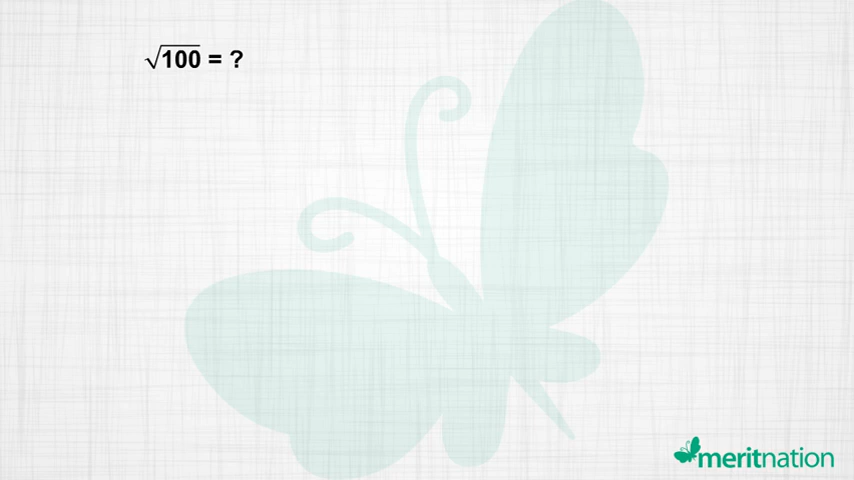 √100 = ?
meritnation